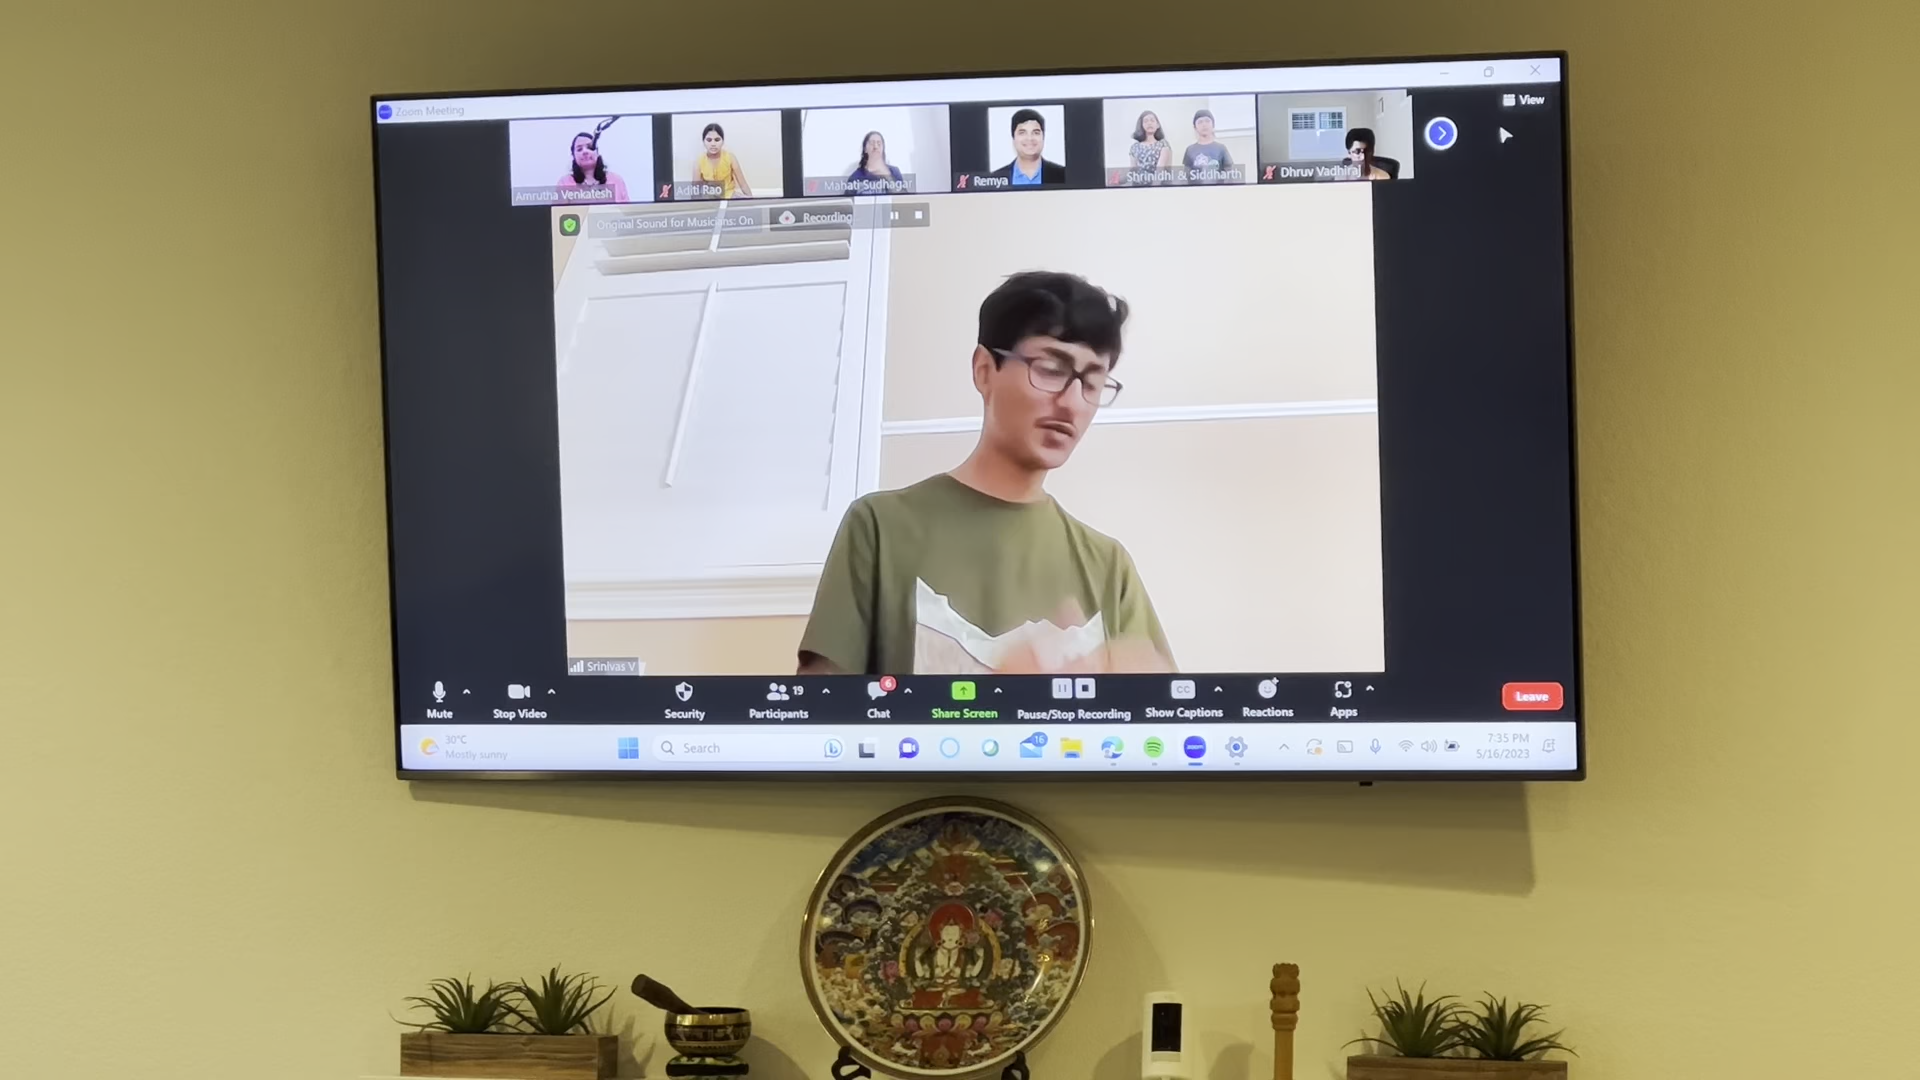 Zoom Meeting
View
Amrutha Venkatesh
Aditi Rao
Mahati Sudhagar
Remya
Shrinidhi & Siddharth
Dhruv Vadhiraj
Original Sound for Musicians: On
Recording
Srinivas V
Mute
Stop Video
Security
19
Participants
6
Chat
Share Screen
Pause/Stop Recording
CC
Show Captions
Reactions
Apps
Leave
30°C
Mostly sunny
Search
16
zoom
7:35 PM
5/16/2023